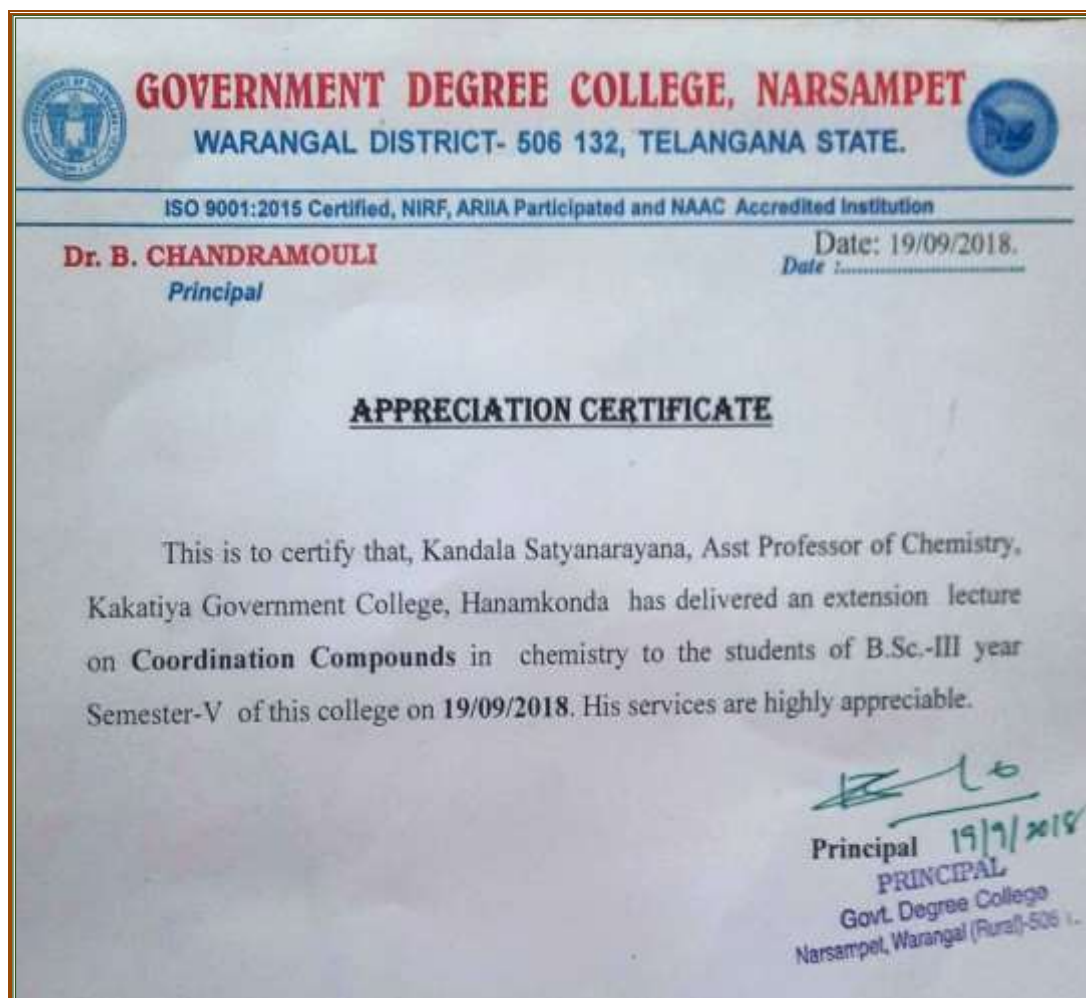 GOVERNMENT DEGREE COLLEGE, NARSAMPET
WARANGAL DISTRICT- 506 132, TELANGANA STATE.
ISO 9001:2015 Certified, NIRF, ARIIA Participated and NAAC Accredited Institution
Dr. B. CHANDRAMOULI
Principal
Date: 19/09/2018.
Date :
APPRECIATION CERTIFICATE
This is to certify that, Kandala Satyanarayana, Asst Professor of Chemistry,
Kakatiya Government College, Hanamkonda has delivered an extension lecture
on Coordination Compounds in chemistry to the students of B.Sc.-III year
Semester-V of this college on 19/09/2018. His services are highly appreciable.
Principal 19/9/2018
PRINCIPAL
Govt. Degree College
Narsampet, Warangal (Rural)-506